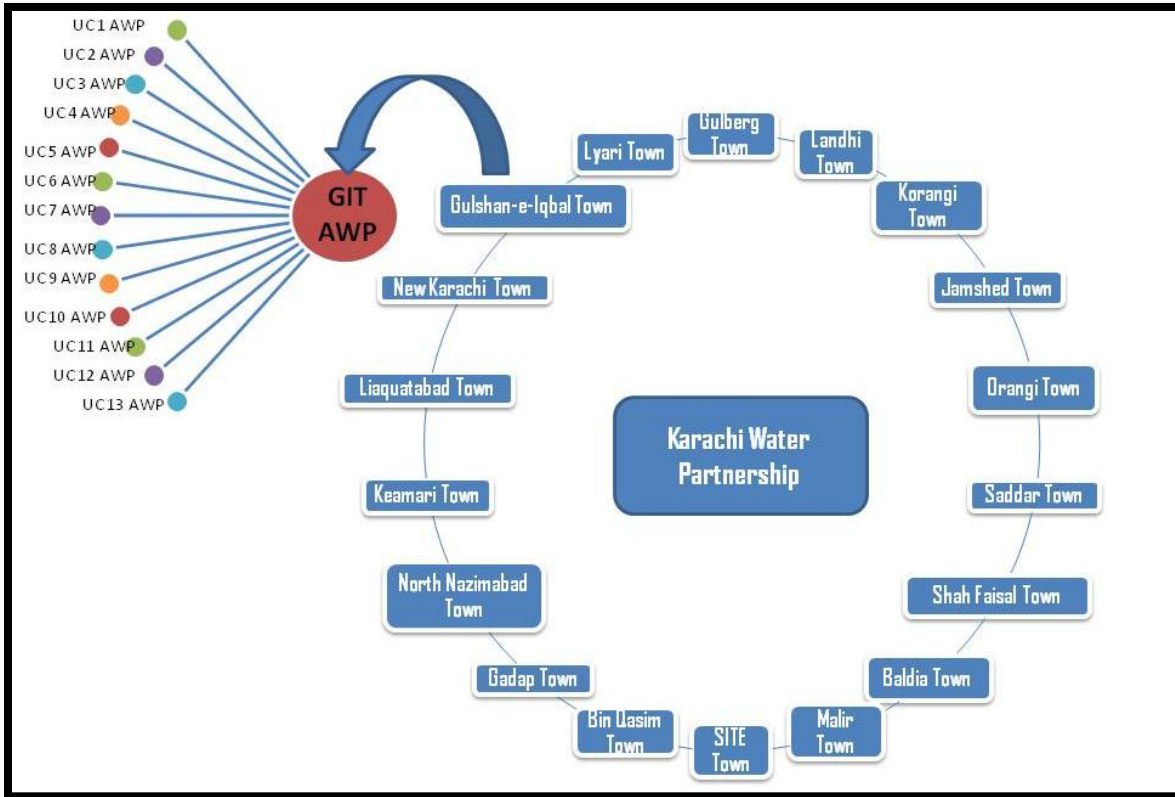 UC1 AWP
UC2 AWP
UC3 AWP
UC4 AWP
UC5 AWP
UC6 AWP
UC7 AWP
UC8 AWP
UC9 AWP
UC10 AWP
UC11 AWP
UC12 AWP
UC13 AWP
GIT
AWP
Gulberg
Town
Landhi
Town
Korangi
Town
Jamshed Town
Orangi Town
Saddar Town
Shah Faisal Town
Baldia Town
Malir
Town
SITE
Town
Bin Qasim
Town
Gadap Town
North Nazimabad
Town
Keamari Town
Liaquatabad Town
New Karachi Town
Gulshan-e-Iqbal Town
Lyari Town
Karachi Water
Partnership